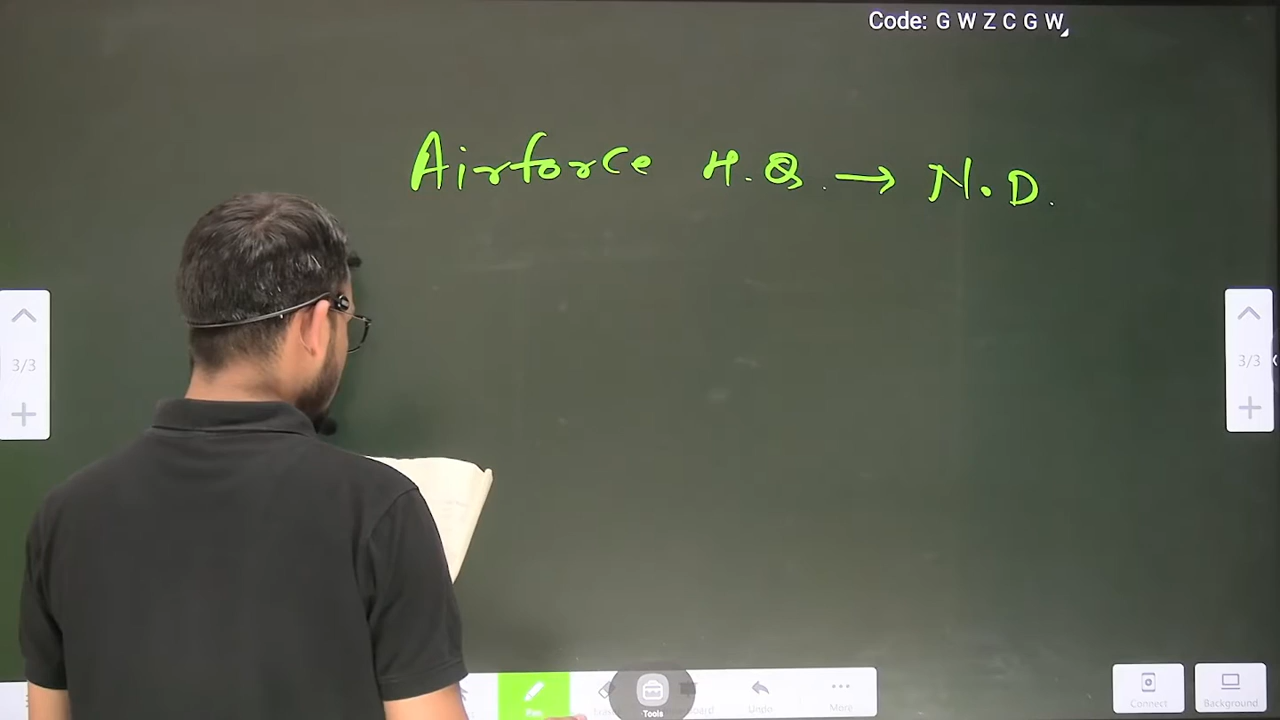 Code: G W Z C G W
Airforce H.Q. → N.D.
3/3
3/3
Tools
Undo
More
Connect
Background